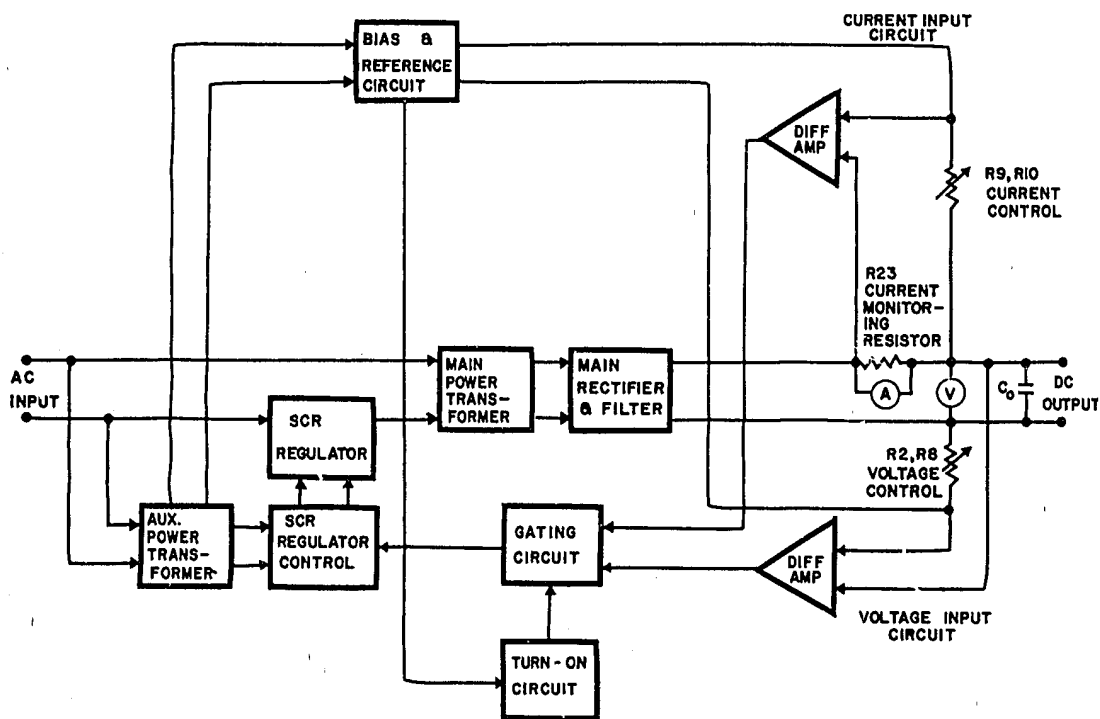 CURRENT INPUT
CIRCUIT
BIAS &
REFERENCE
CIRCUIT
DIFF
AMP
R9, R10
CURRENT
CONTROL
R23
CURRENT
MONITOR-
ING
RESISTOR
AC
INPUT
MAIN
POWER
TRANS-
FORMER
MAIN
RECTIFIER
& FILTER
A
V
C₀
DC
OUTPUT
SCR
REGULATOR
R2, R8
VOLTAGE
CONTROL
AUX.
POWER
TRANS-
FORMER
SCR
REGULATOR
CONTROL
GATING
CIRCUIT
DIFF
AMP
VOLTAGE INPUT
CIRCUIT
TURN-ON
CIRCUIT